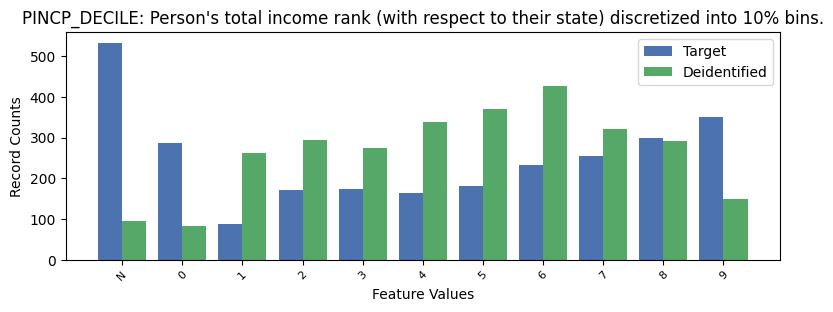 PINCP_DECILE: Person's total income rank (with respect to their state) discretized into 10% bins.
Target
Deidentified
Record Counts
500
400
300
200
100
0
N 0 1 2 3 4 5 6 7 8 9
Feature Values